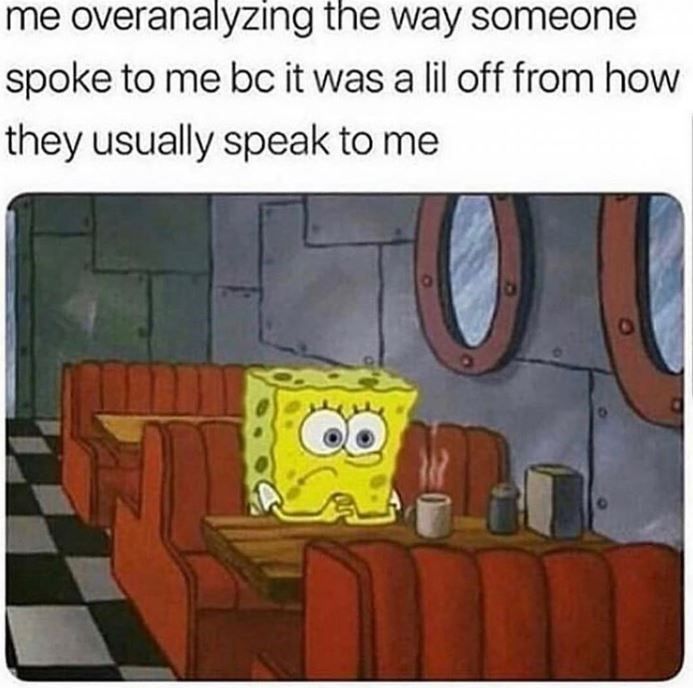 me overanalyzing the way someone
spoke to me bc it was a lil off from how
they usually speak to me